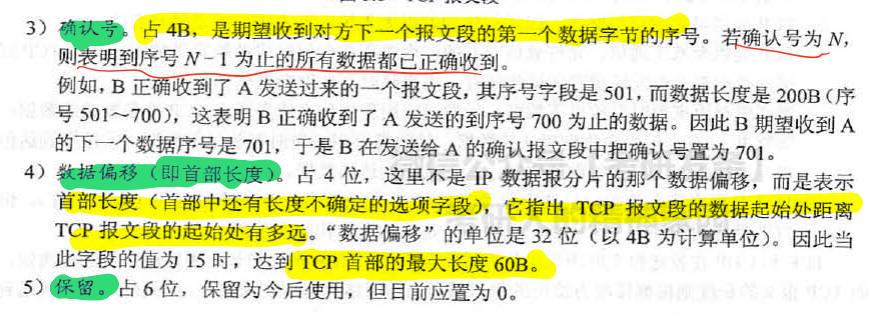 3）确认号。占 4B，是期望收到对方下一个报文段的第一个数据字节的序号。若确认号为 N，
则表明到序号 N－1 为止的所有数据都已正确收到。
例如，B 正确收到了 A 发送过来的一个报文段，其序号字段是 501，而数据长度是 200B（序
号 501～700），这表明 B 正确收到了 A 发送的到序号 700 为止的数据。因此 B 期望收到 A
的下一个数据序号是 701，于是 B 在发送给 A 的确认报文段中把确认号置为 701。
4）数据偏移（即首部长度）。占 4 位，这里不是 IP 数据报分片的那个数据偏移，而是表示
首部长度（首部中还有长度不确定的选项字段），它指出 TCP 报文段的数据起始处距离
TCP 报文段的起始处有多远。“数据偏移”的单位是 32 位（以 4B 为计算单位）。因此当
此字段的值为 15 时，达到 TCP 首部的最大长度 60B。
5）保留。占 6 位，保留为今后使用，但目前应置为 0。